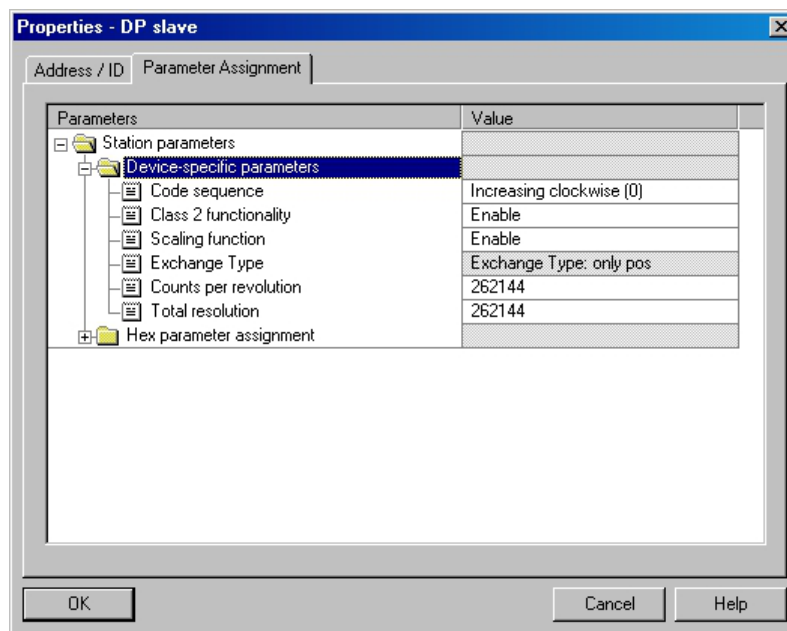 Properties - DP slave
Address / ID Parameter Assignment
Parameters Value
Station parameters
Device-specific parameters
Code sequence Increasing clockwise (0)
Class 2 functionality Enable
Scaling function Enable
Exchange Type Exchange Type: only pos
Counts per revolution 262144
Total resolution 262144
Hex parameter assignment
OK Cancel Help